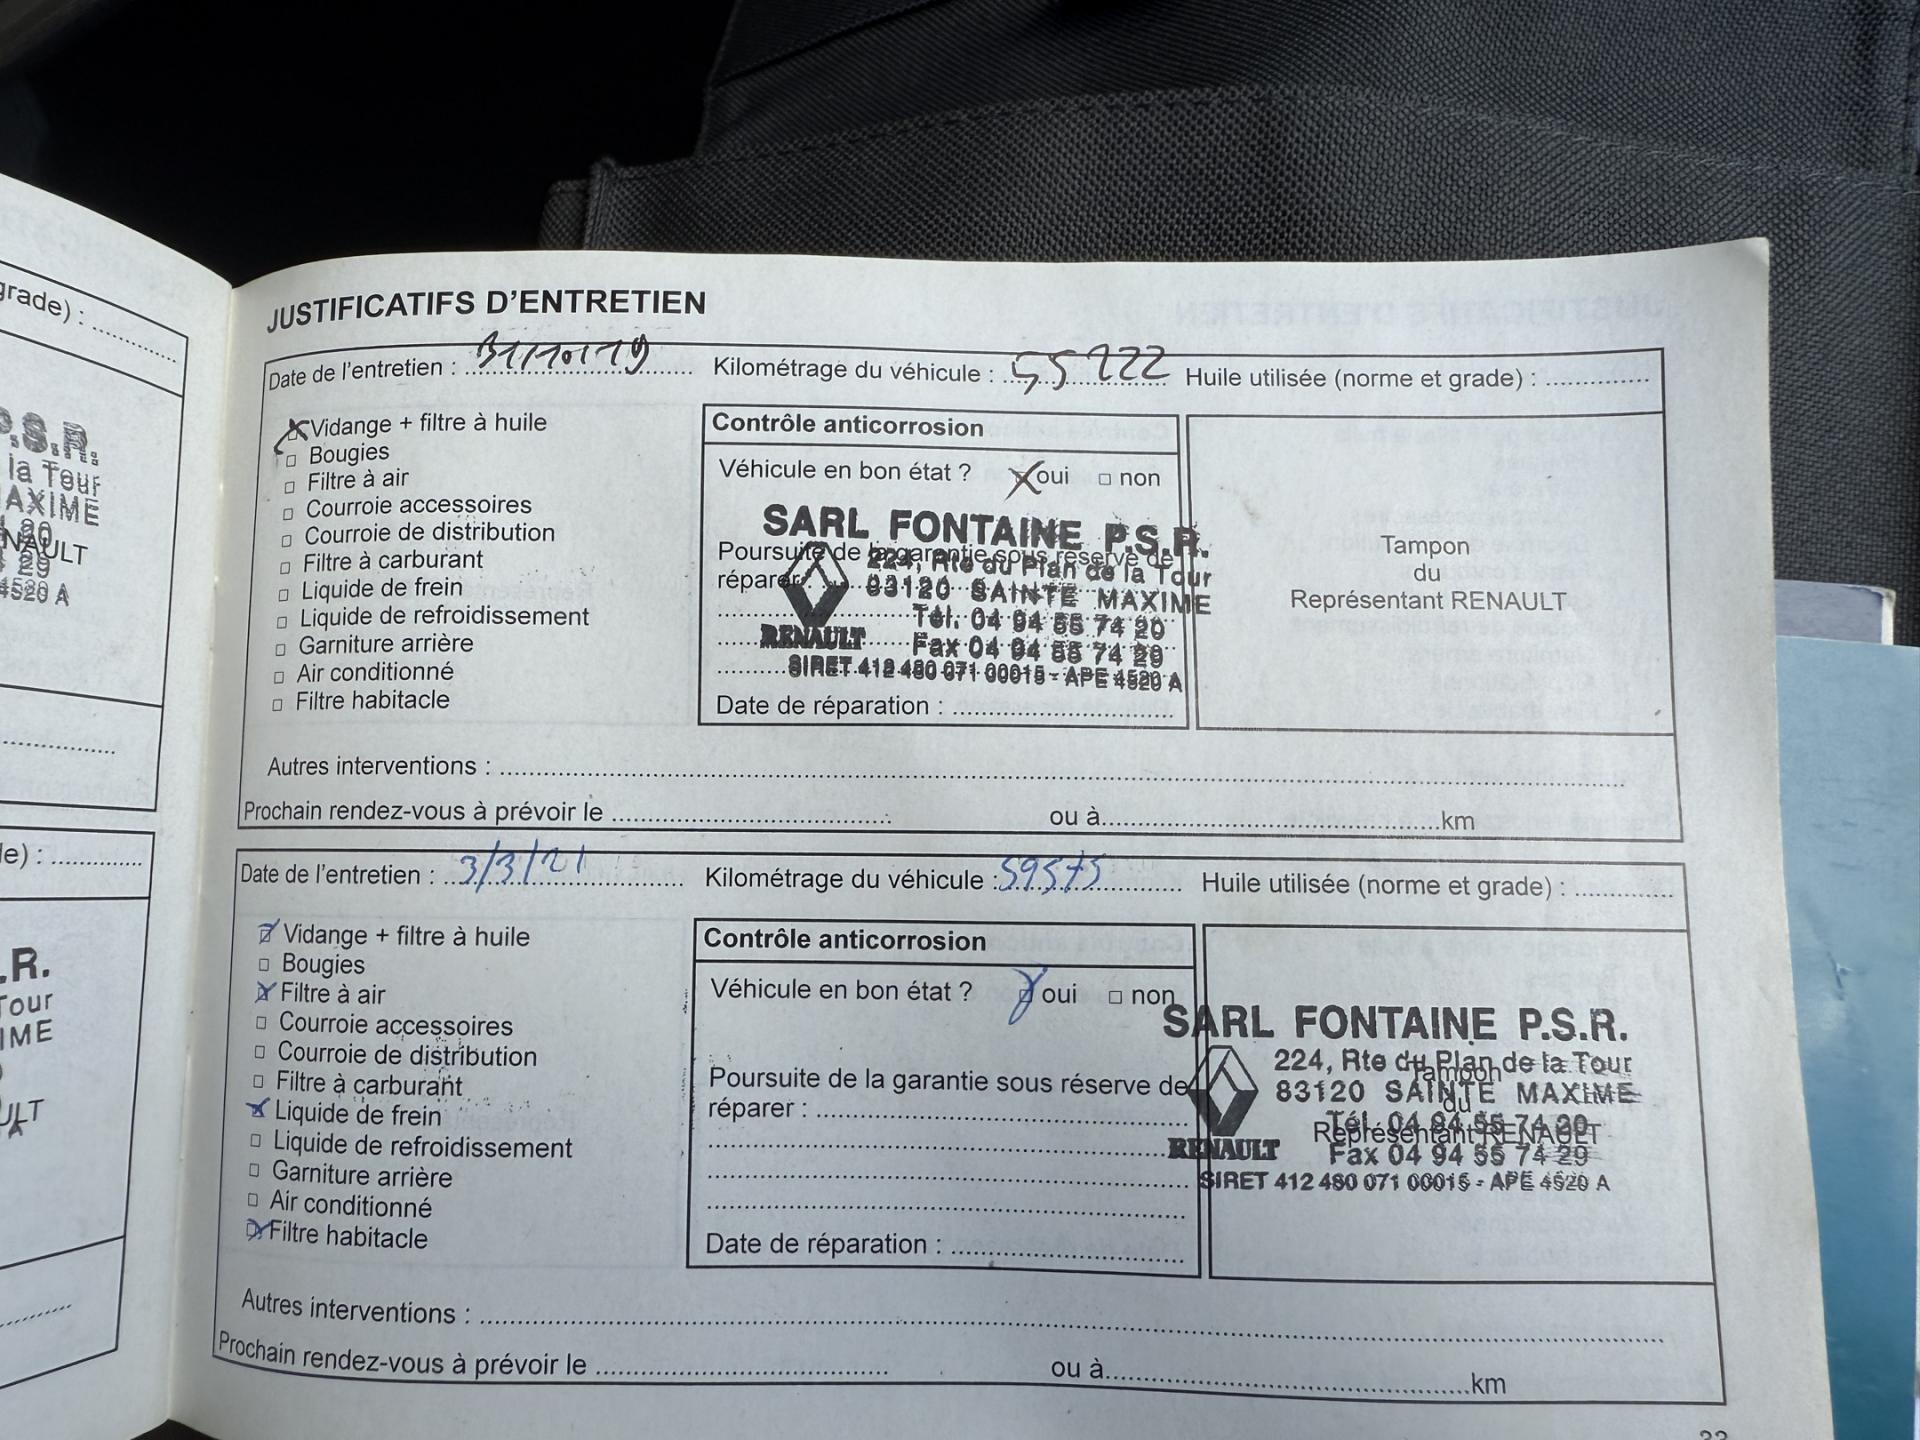 grade) : ..............
P.S.R.
la Tour
MAXIME
4520 A
JUSTIFICATIFS D'ENTRETIEN
Date de l'entretien : 31/10/19 Kilométrage du véhicule : 55222 Huile utilisée (norme et grade) : ..............
Vidange + filtre à huile
Bougies
Filtre à air
Courroie accessoires
Courroie de distribution
Filtre à carburant
Liquide de frein
Liquide de refroidissement
Garniture arrière
Air conditionné
Filtre habitacle
Contrôle anticorrosion
Véhicule en bon état ? oui non
Poursuite de la garantie sous réserve de
réparer
SARL FONTAINE P.S.R.
224, Rte du Plan de la Tour
83120 SAINTE MAXIME
Tél. 04 94 55 74 20
RENAULT Fax 04 94 55 74 29
SIRET 412 480 071 00015 - APE 4520 A
Date de réparation : ..............
Tampon
du
Représentant RENAULT
Autres interventions : ..............
Prochain rendez-vous à prévoir le .............. ou à..............km
de) : ..............
.R.
Tour
IME
ULT
Date de l'entretien : 3/3/21 Kilométrage du véhicule : 59575 Huile utilisée (norme et grade) : ..............
Vidange + filtre à huile
Bougies
Filtre à air
Courroie accessoires
Courroie de distribution
Filtre à carburant
Liquide de frein
Liquide de refroidissement
Garniture arrière
Air conditionné
Filtre habitacle
Contrôle anticorrosion
Véhicule en bon état ? oui non
Poursuite de la garantie sous réserve de
réparer : ..............
Date de réparation : ..............
SARL FONTAINE P.S.R.
224, Rte du Plan de la Tour
83120 SAINTE MAXIME
Tél. 04 94 55 74 20
RENAULT Fax 04 94 55 74 29
SIRET 412 480 071 00015 - APE 4520 A
Tampon
du
Représentant RENAULT
Autres interventions : ..............
Prochain rendez-vous à prévoir le .............. ou à..............km